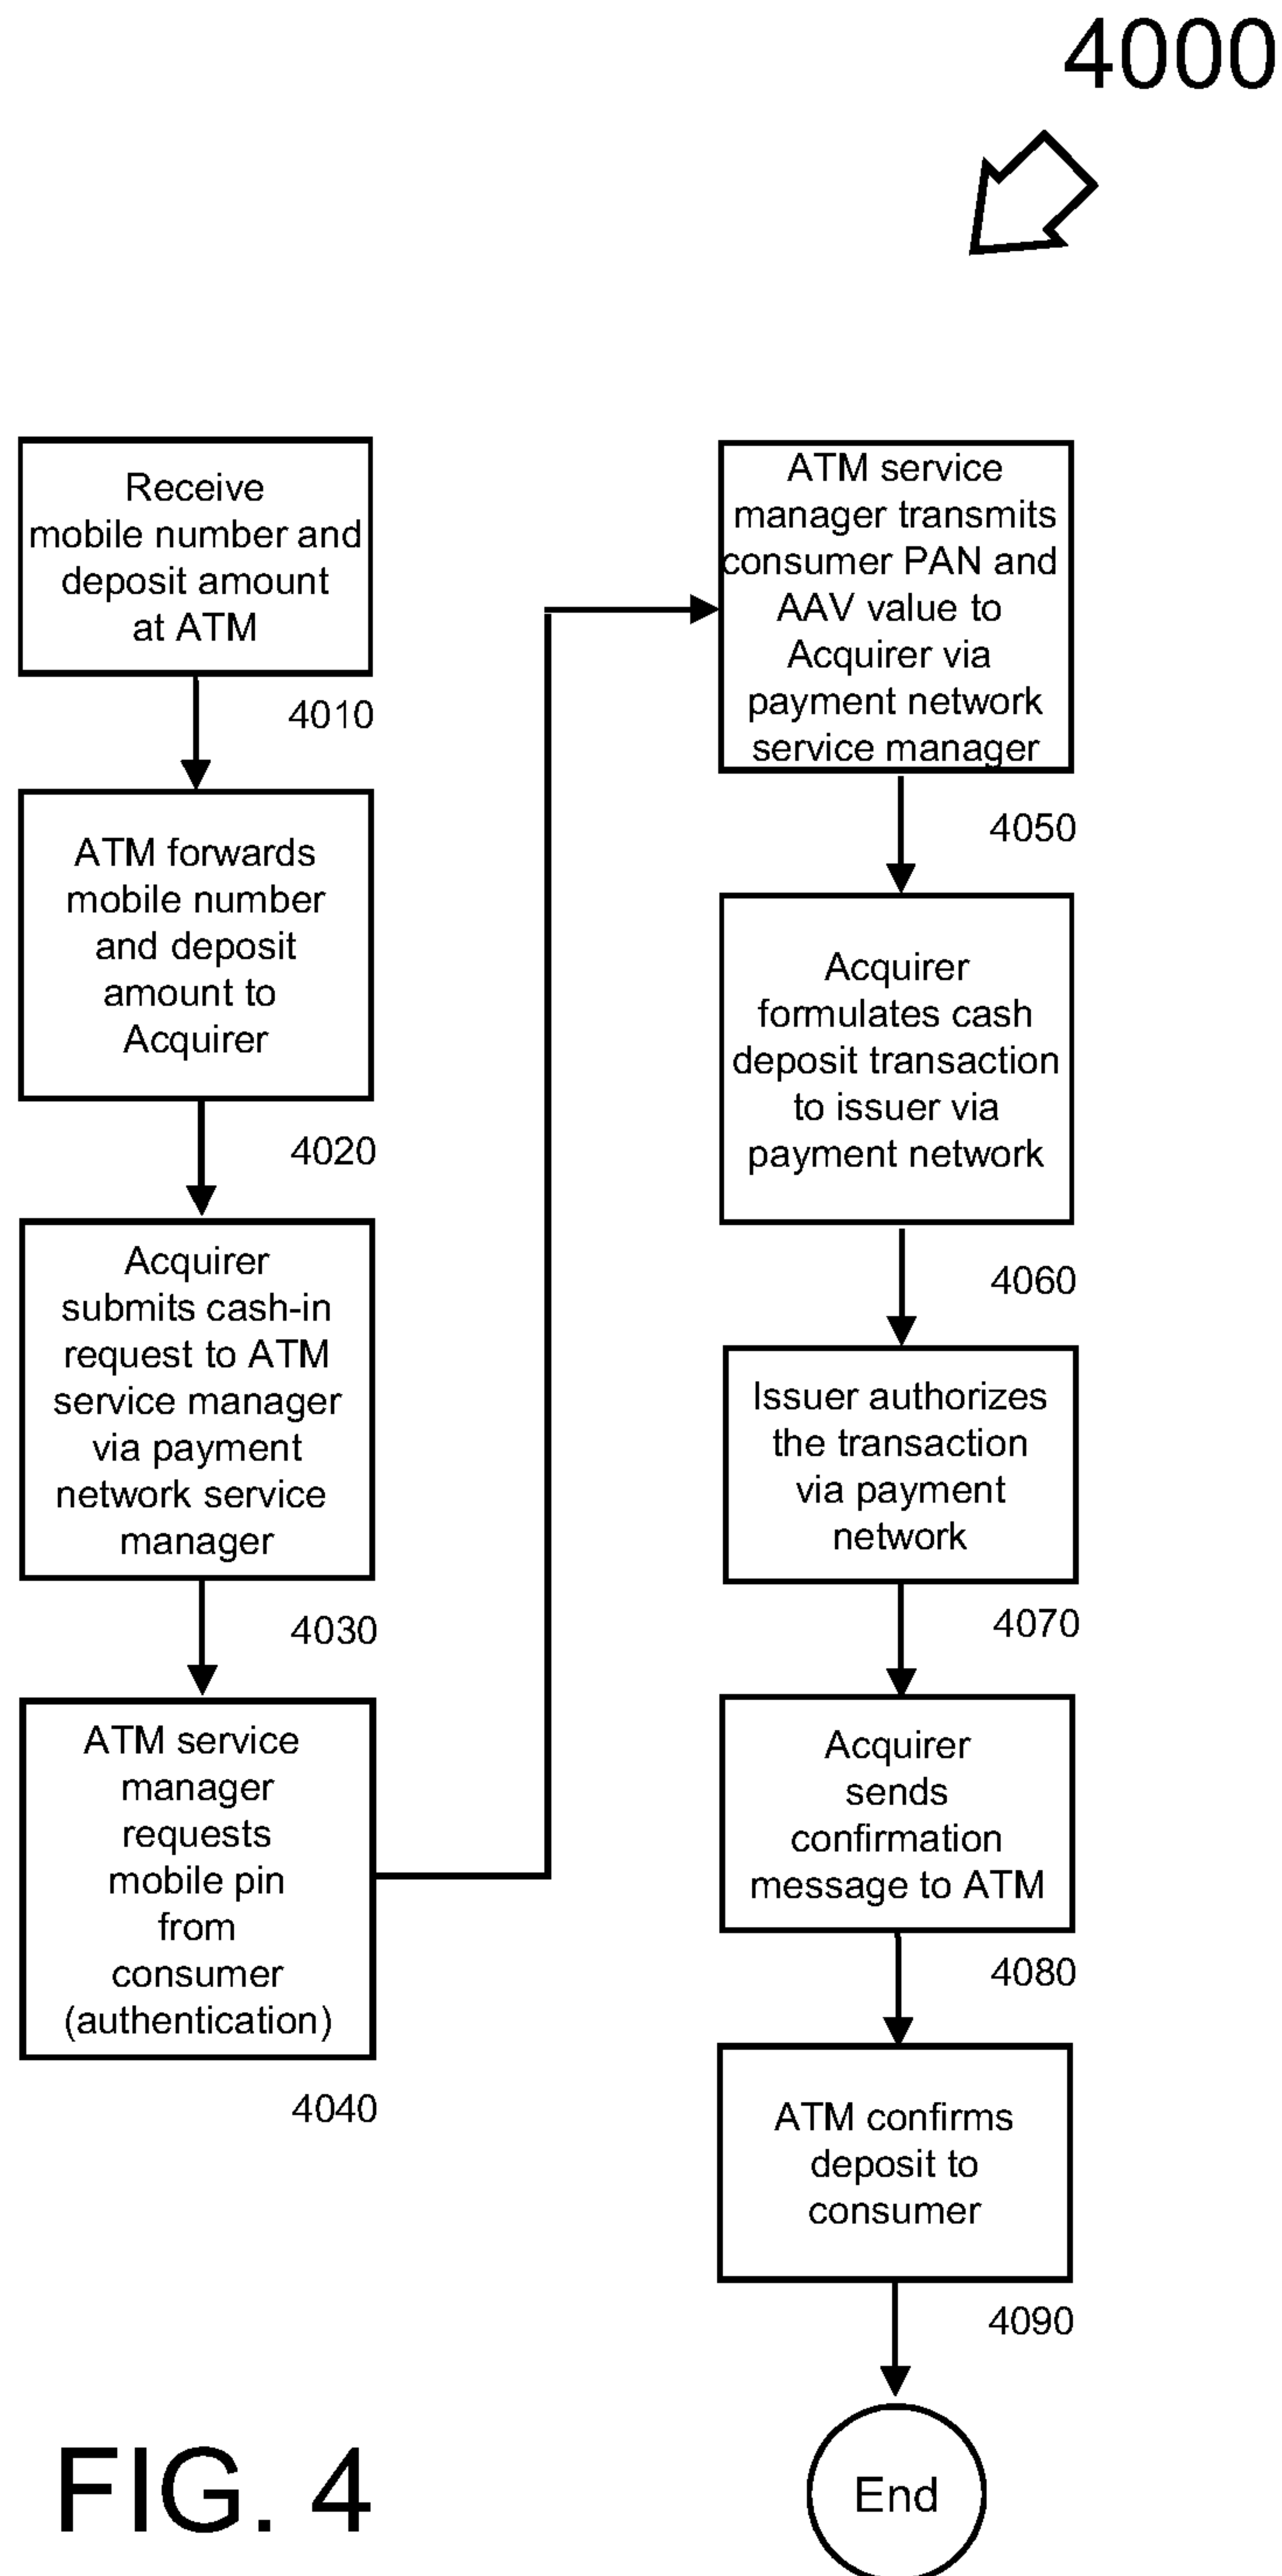 4000
Receive
mobile number and
deposit amount
at ATM
4010
ATM forwards
mobile number
and deposit
amount to
Acquirer
4020
Acquirer
submits cash-in
request to ATM
service manager
via payment
network service
manager
4030
ATM service
manager
requests
mobile pin
from
consumer
(authentication)
4040
ATM service
manager transmits
consumer PAN and
AAV value to
Acquirer via
payment network
service manager
4050
Acquirer
formulates cash
deposit transaction
to issuer via
payment network
4060
Issuer authorizes
the transaction
via payment
network
4070
Acquirer
sends
confirmation
message to ATM
4080
ATM confirms
deposit to
consumer
4090
End
FIG. 4